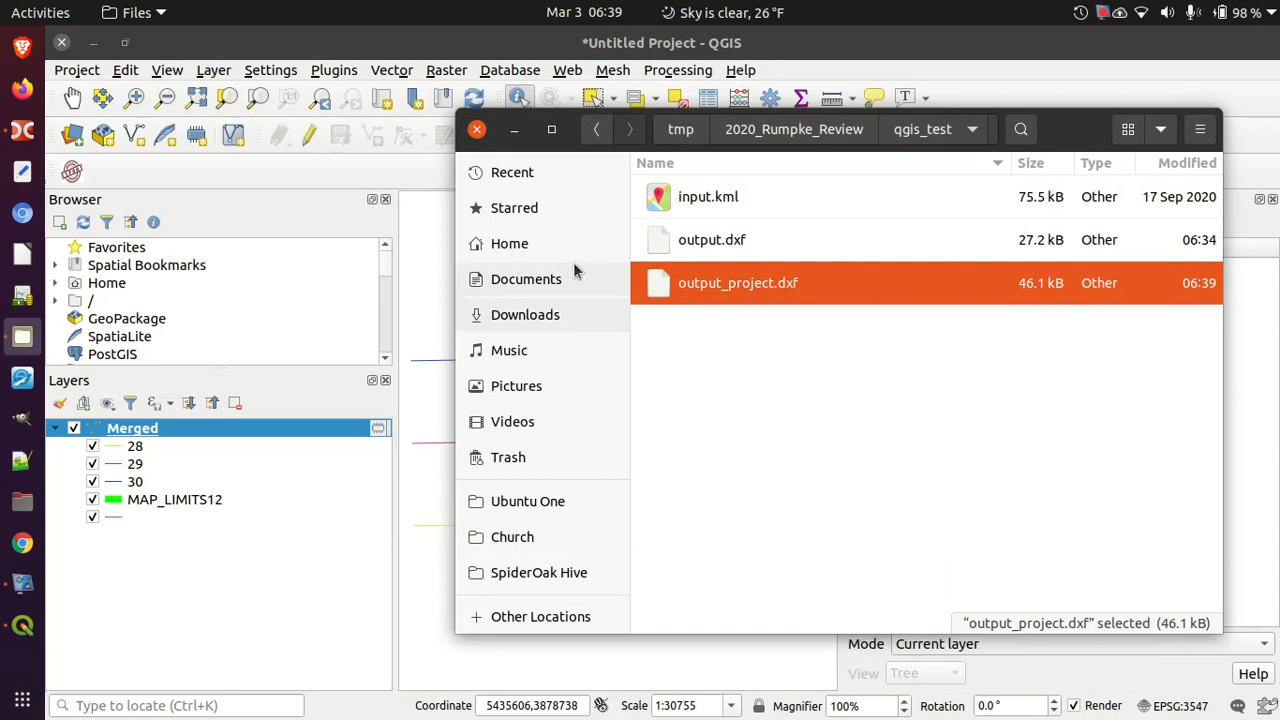 Activities
Files
Mar 3 06:39
Sky is clear, 26 °F
98 %
*Untitled Project - QGIS
Project Edit View Layer Settings Plugins Vector Raster Database Web Mesh Processing Help
tmp 2020_Rumpke_Review qgis_test
Browser
Favorites
Spatial Bookmarks
Home
/
GeoPackage
SpatiaLite
PostGIS
Layers
Merged
28
29
30
MAP_LIMITS12
Recent
Starred
Home
Documents
Downloads
Music
Pictures
Videos
Trash
Ubuntu One
Church
SpiderOak Hive
Other Locations
Name Size Type Modified
input.kml 75.5 kB Other 17 Sep 2020
output.dxf 27.2 kB Other 06:34
output_project.dxf 46.1 kB Other 06:39
"output_project.dxf" selected (46.1 kB)
Mode Current layer
View Tree Help
Type to locate (Ctrl+K)
Coordinate 5435606,3878738
Scale 1:30755
Magnifier 100%
Rotation 0.0 °
Render
EPSG:3547